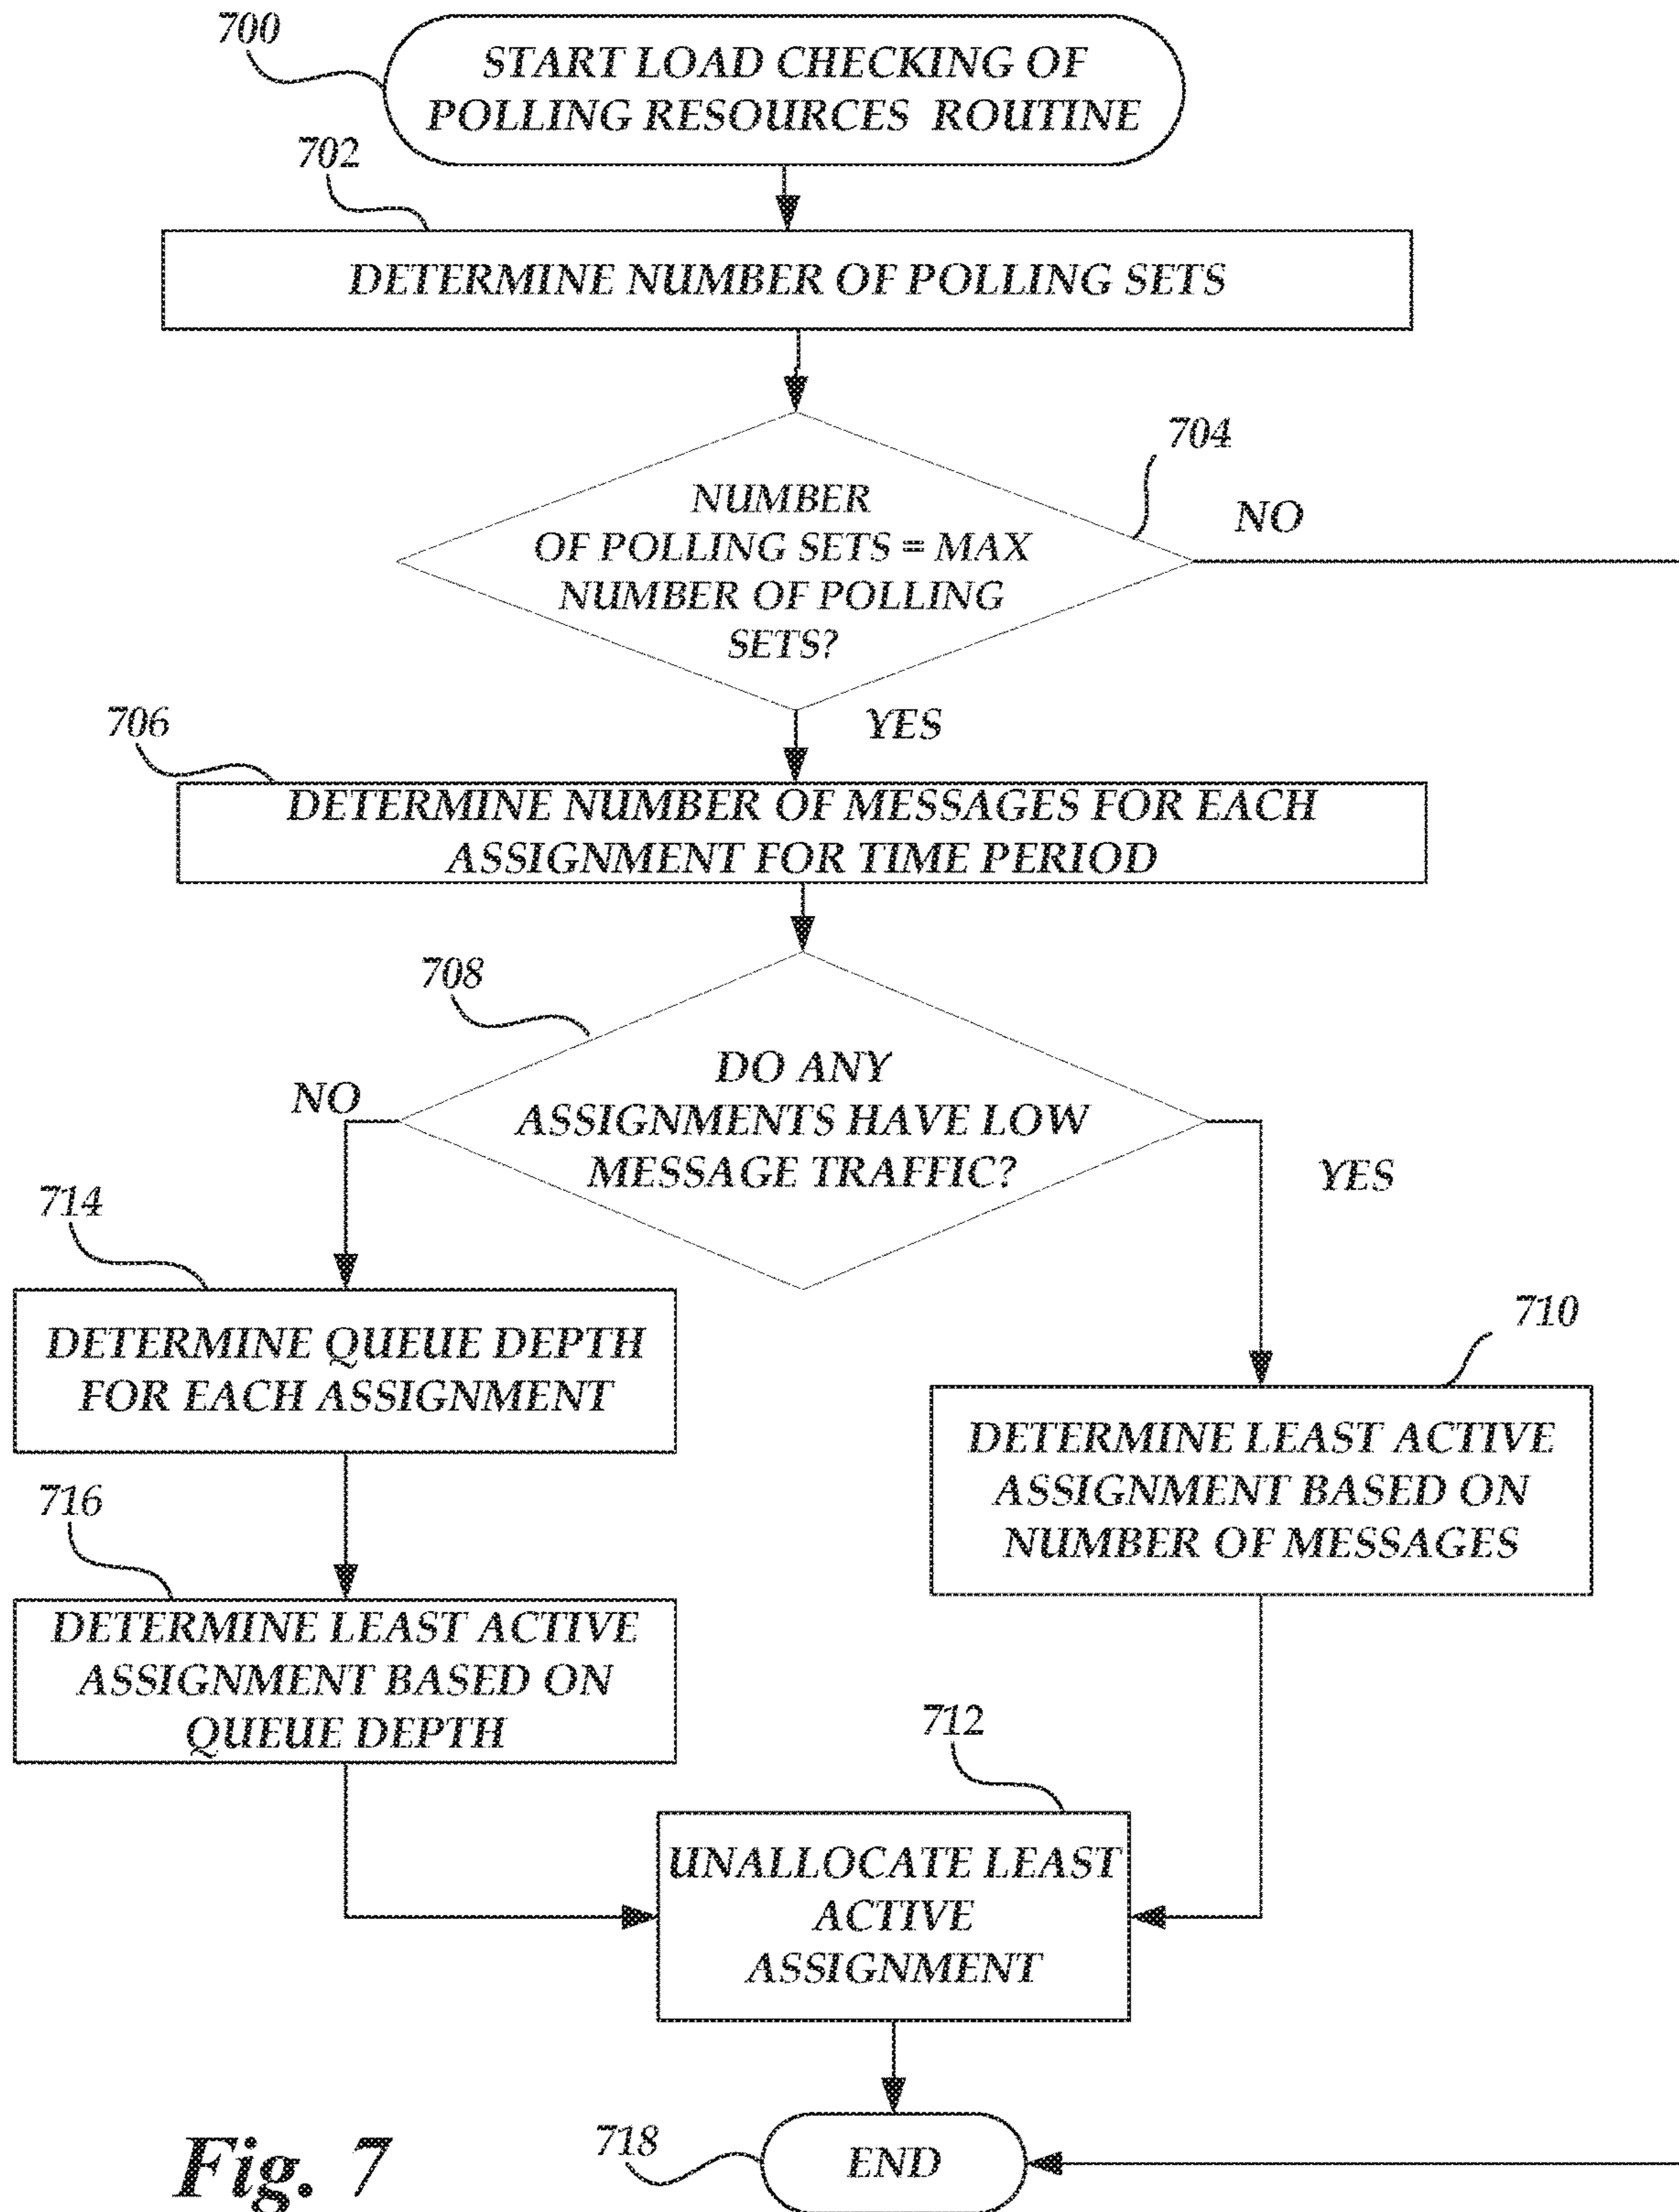 700
START LOAD CHECKING OF
POLLING RESOURCES ROUTINE
702
DETERMINE NUMBER OF POLLING SETS
704
NUMBER
OF POLLING SETS = MAX
NUMBER OF POLLING
SETS?
NO
YES
706
DETERMINE NUMBER OF MESSAGES FOR EACH
ASSIGNMENT FOR TIME PERIOD
708
DO ANY
ASSIGNMENTS HAVE LOW
MESSAGE TRAFFIC?
NO
YES
714
DETERMINE QUEUE DEPTH
FOR EACH ASSIGNMENT
710
DETERMINE LEAST ACTIVE
ASSIGNMENT BASED ON
NUMBER OF MESSAGES
716
DETERMINE LEAST ACTIVE
ASSIGNMENT BASED ON
QUEUE DEPTH
712
UNALLOCATE LEAST
ACTIVE
ASSIGNMENT
718
END
Fig. 7